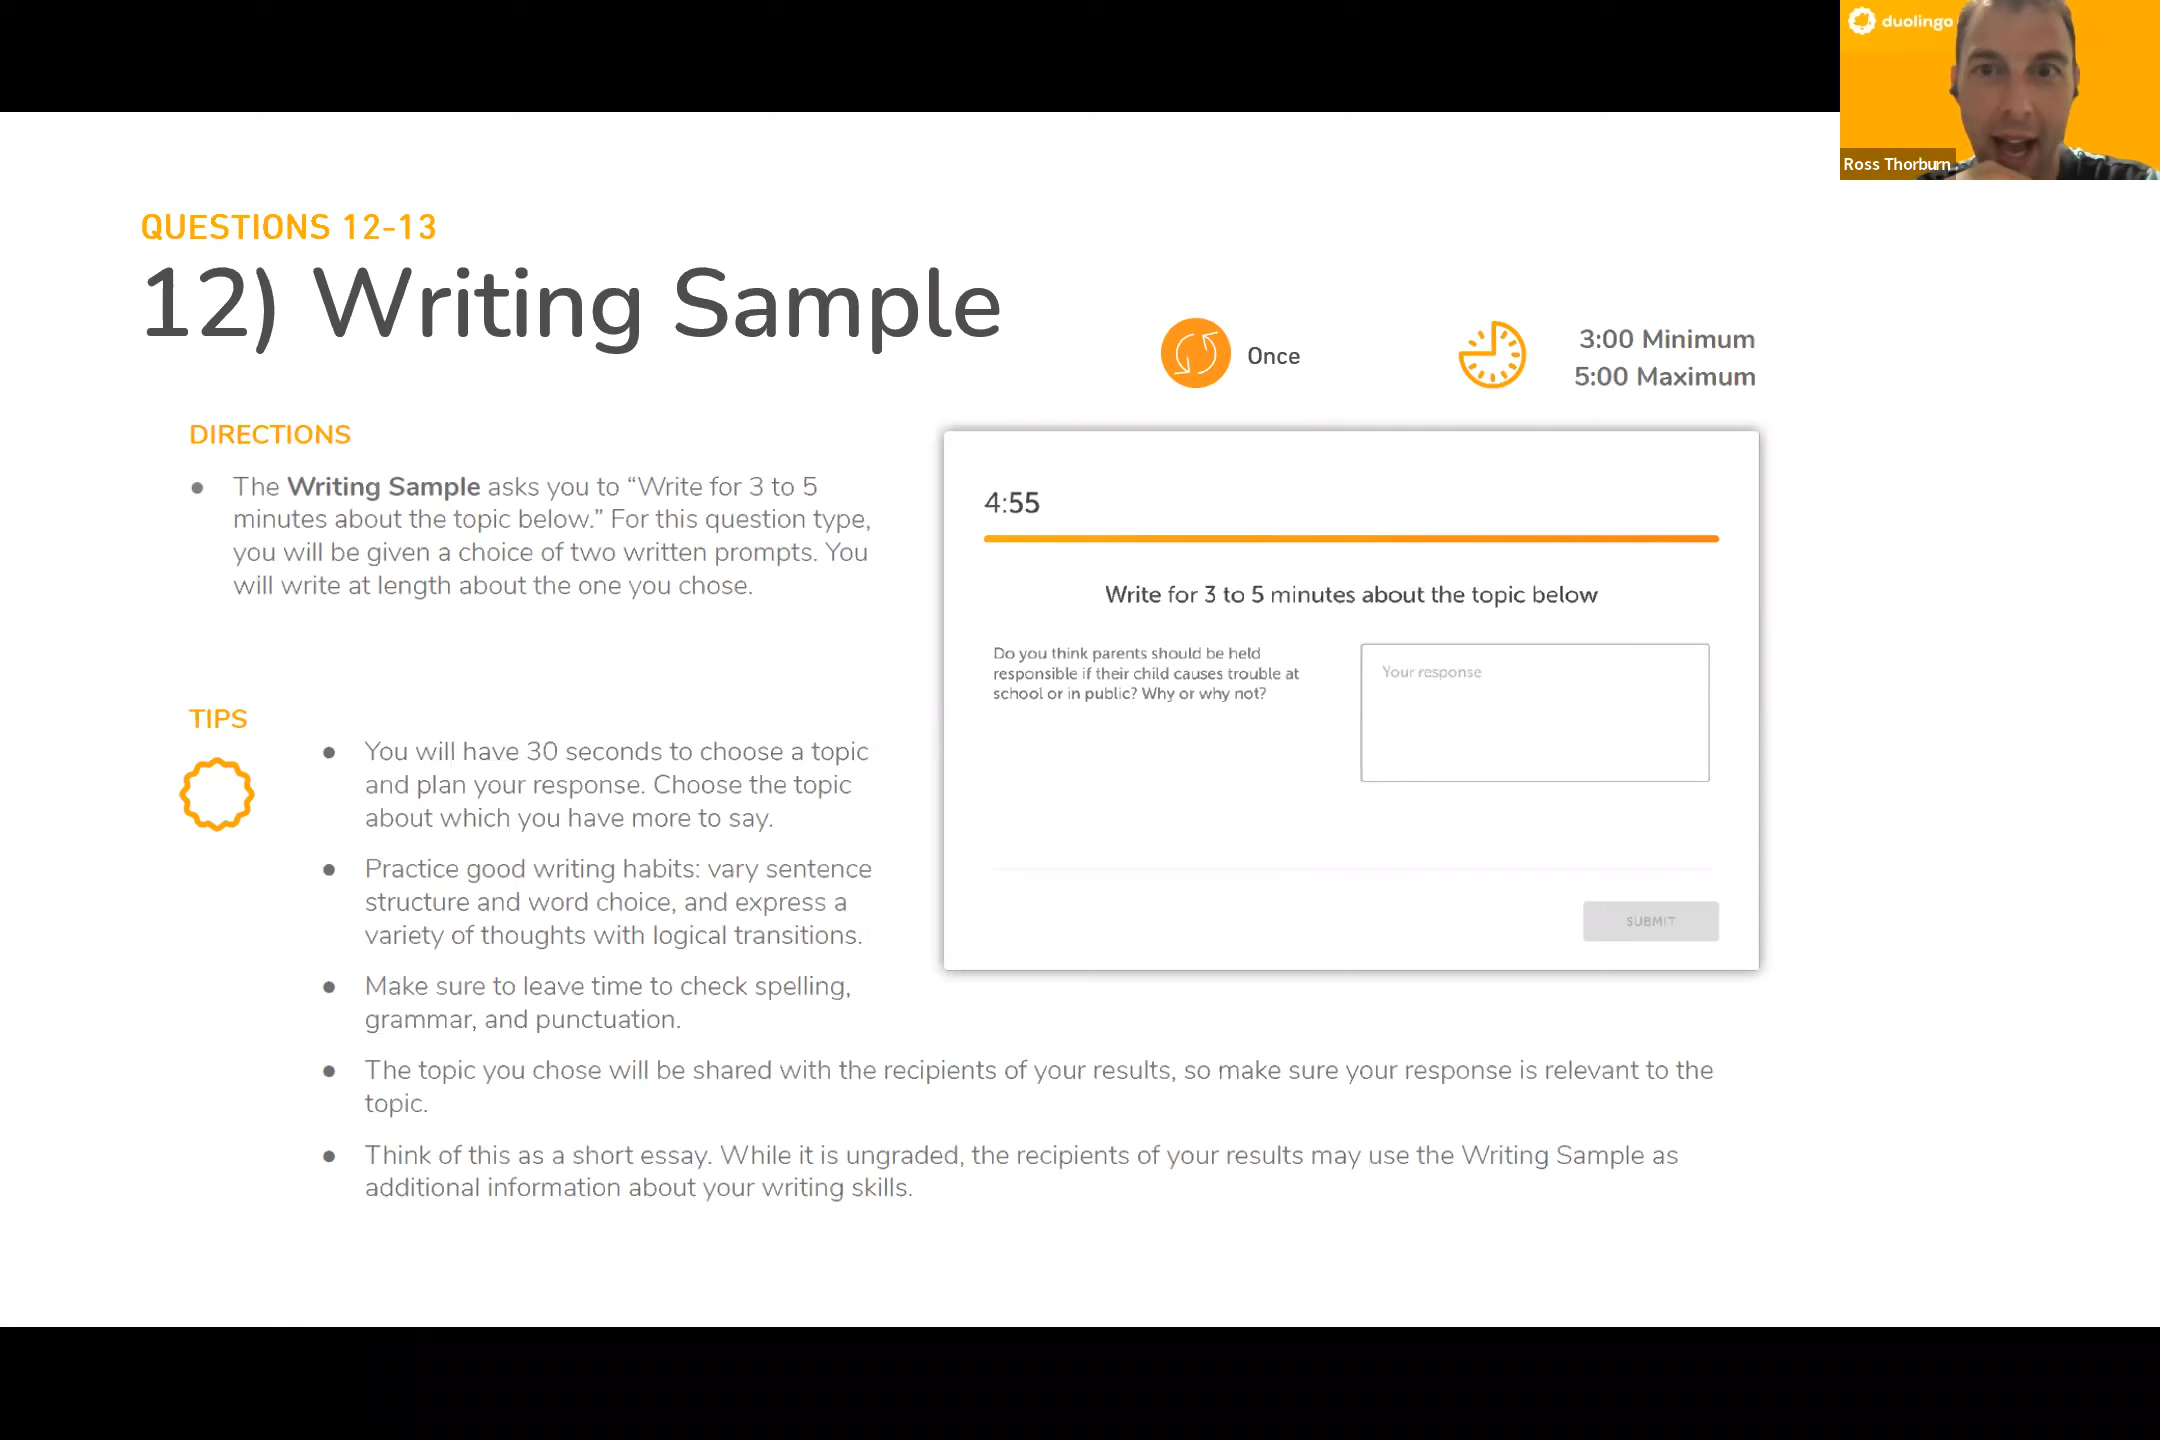 duolingo
Ross Thorburn
QUESTIONS 12-13
12) Writing Sample
Once
3:00 Minimum
5:00 Maximum
DIRECTIONS
● The Writing Sample asks you to “Write for 3 to 5
minutes about the topic below.” For this question type,
you will be given a choice of two written prompts. You
will write at length about the one you chose.
TIPS
● You will have 30 seconds to choose a topic
and plan your response. Choose the topic
about which you have more to say.
● Practice good writing habits: vary sentence
structure and word choice, and express a
variety of thoughts with logical transitions.
● Make sure to leave time to check spelling,
grammar, and punctuation.
● The topic you chose will be shared with the recipients of your results, so make sure your response is relevant to the
topic.
● Think of this as a short essay. While it is ungraded, the recipients of your results may use the Writing Sample as
additional information about your writing skills.
4:55
Write for 3 to 5 minutes about the topic below
Do you think parents should be held
responsible if their child causes trouble at
school or in public? Why or why not?
Your response
SUBMIT